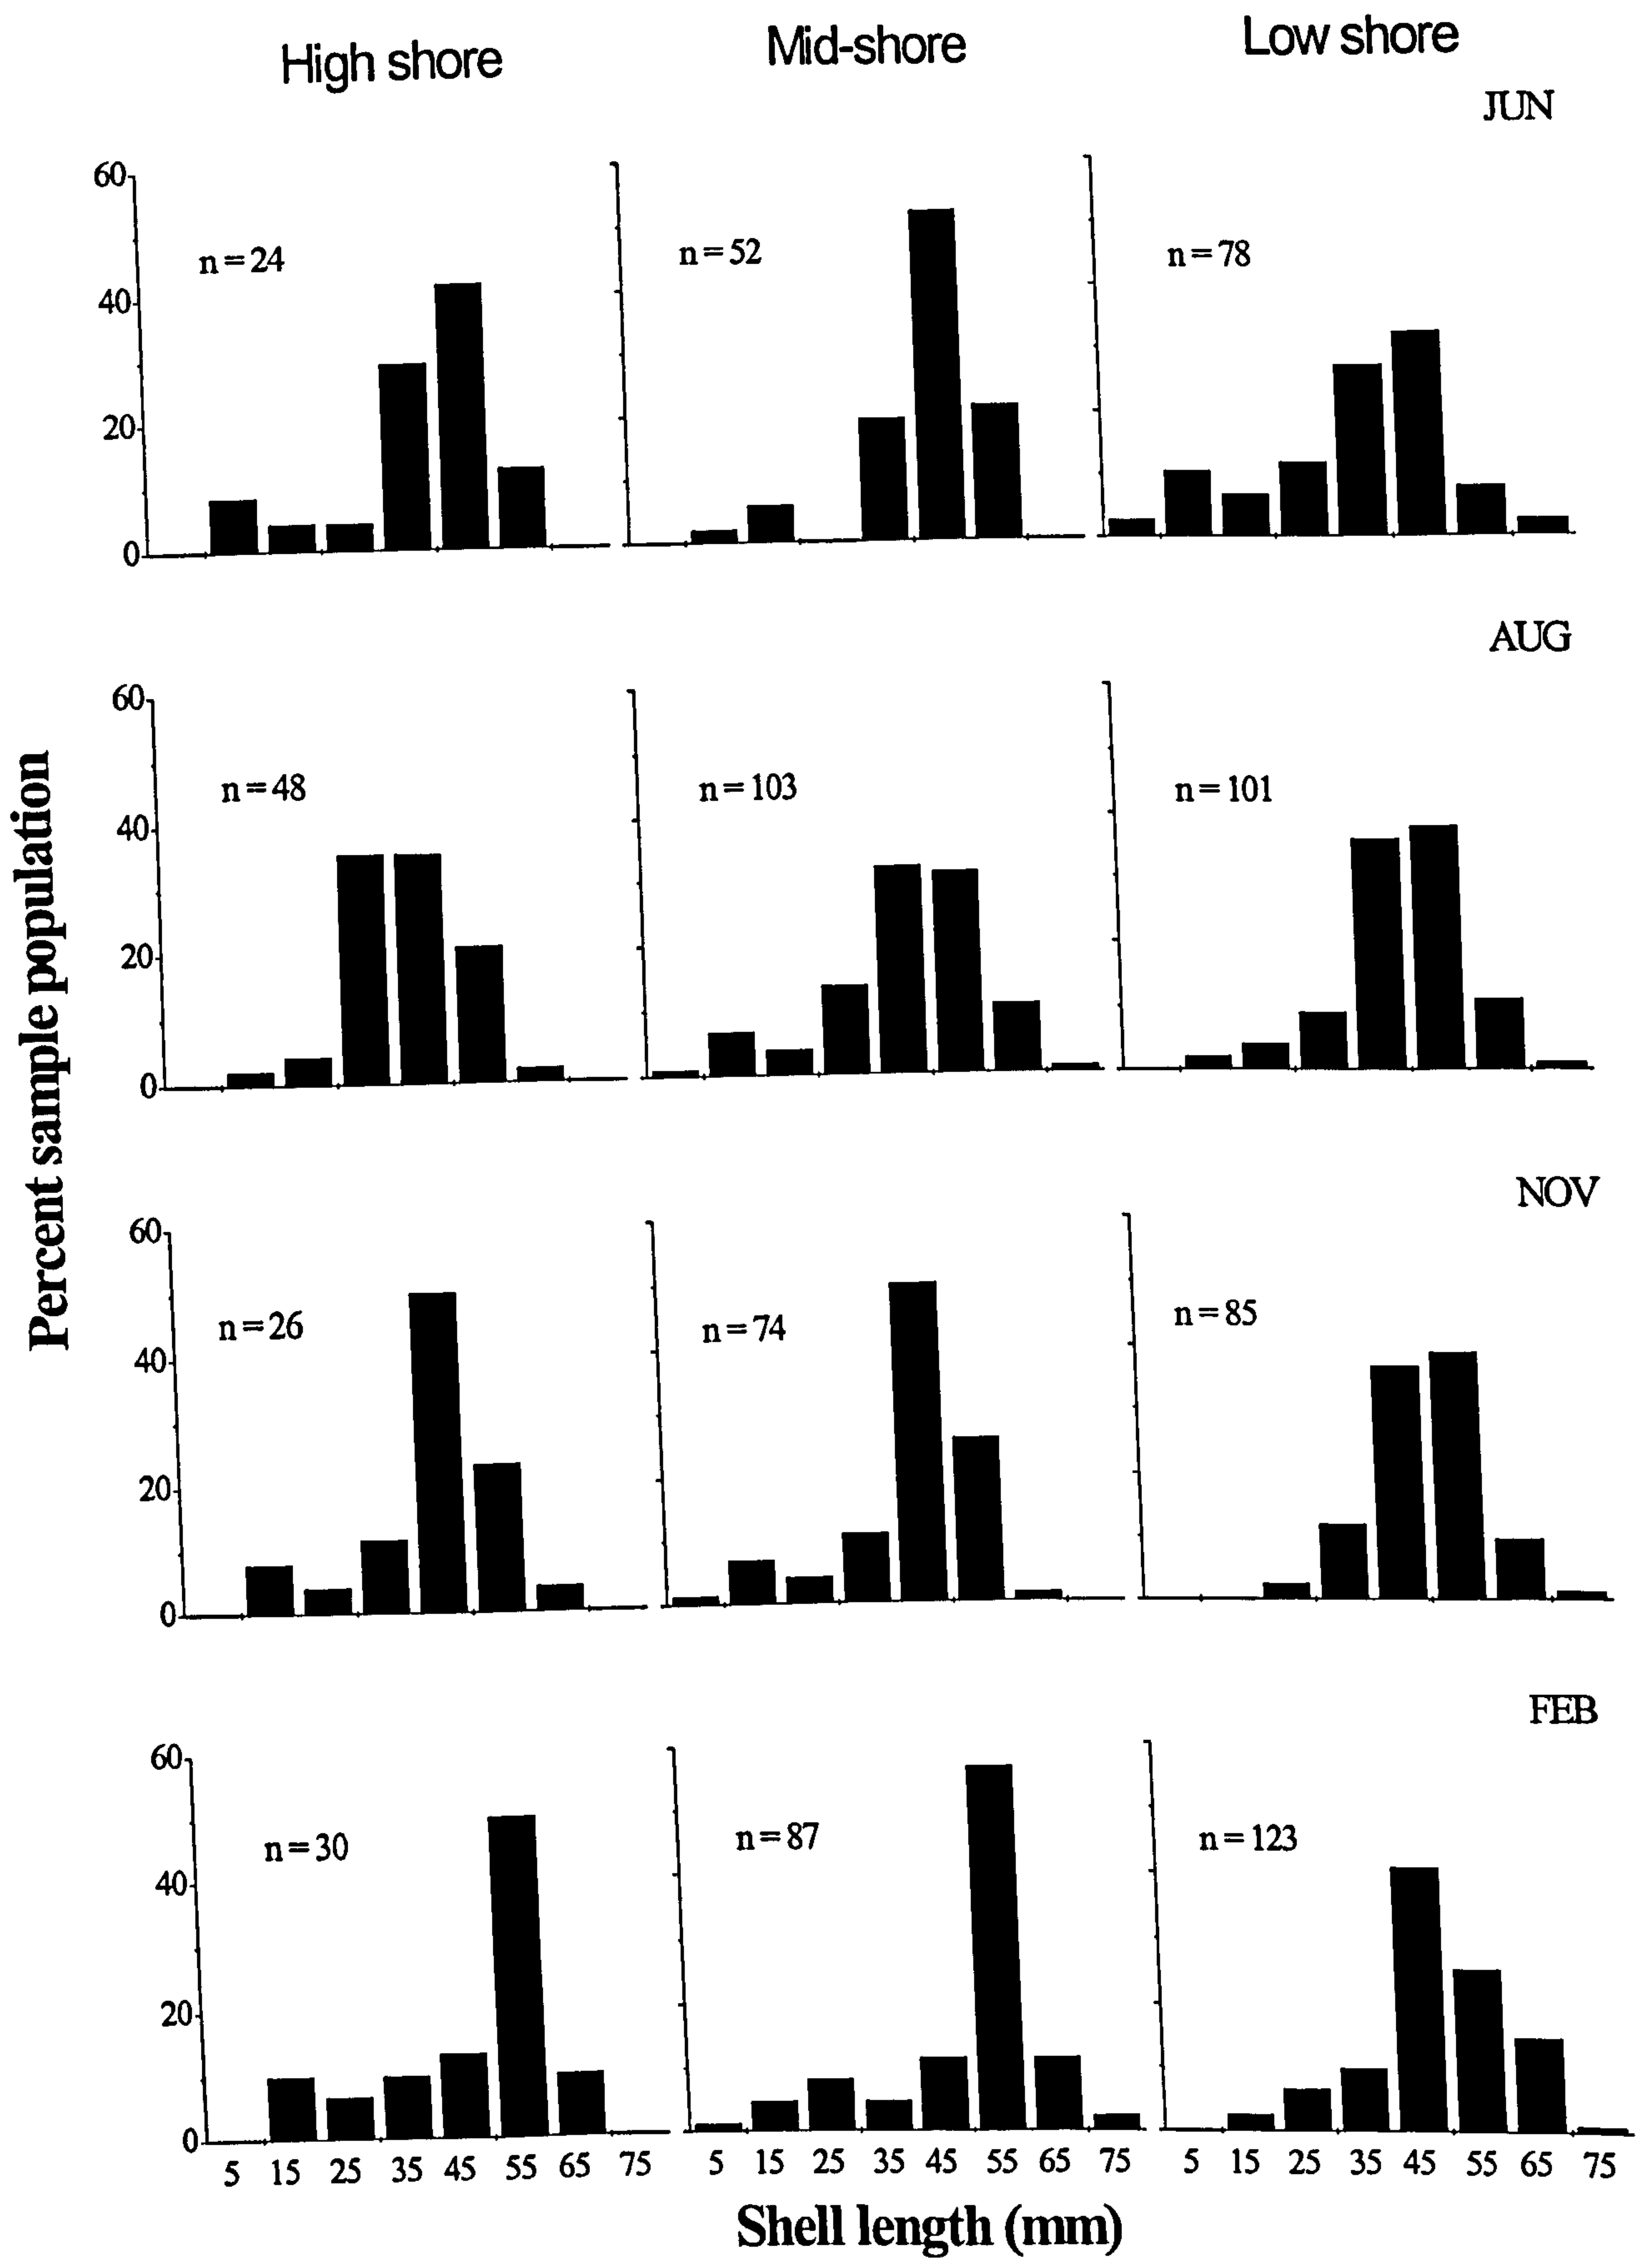 High shore Mid-shore Low shore
JUN
60
40
20
0
n=24 n=52 n=78
AUG
60
40
20
0
n=48 n=103 n=101
NOV
60
40
20
0
n=26 n=74 n=85
FEB
60
40
20
0
n=30 n=87 n=123
5 15 25 35 45 55 65 75 5 15 25 35 45 55 65 75 5 15 25 35 45 55 65 75
Shell length (mm)
Percent sample population